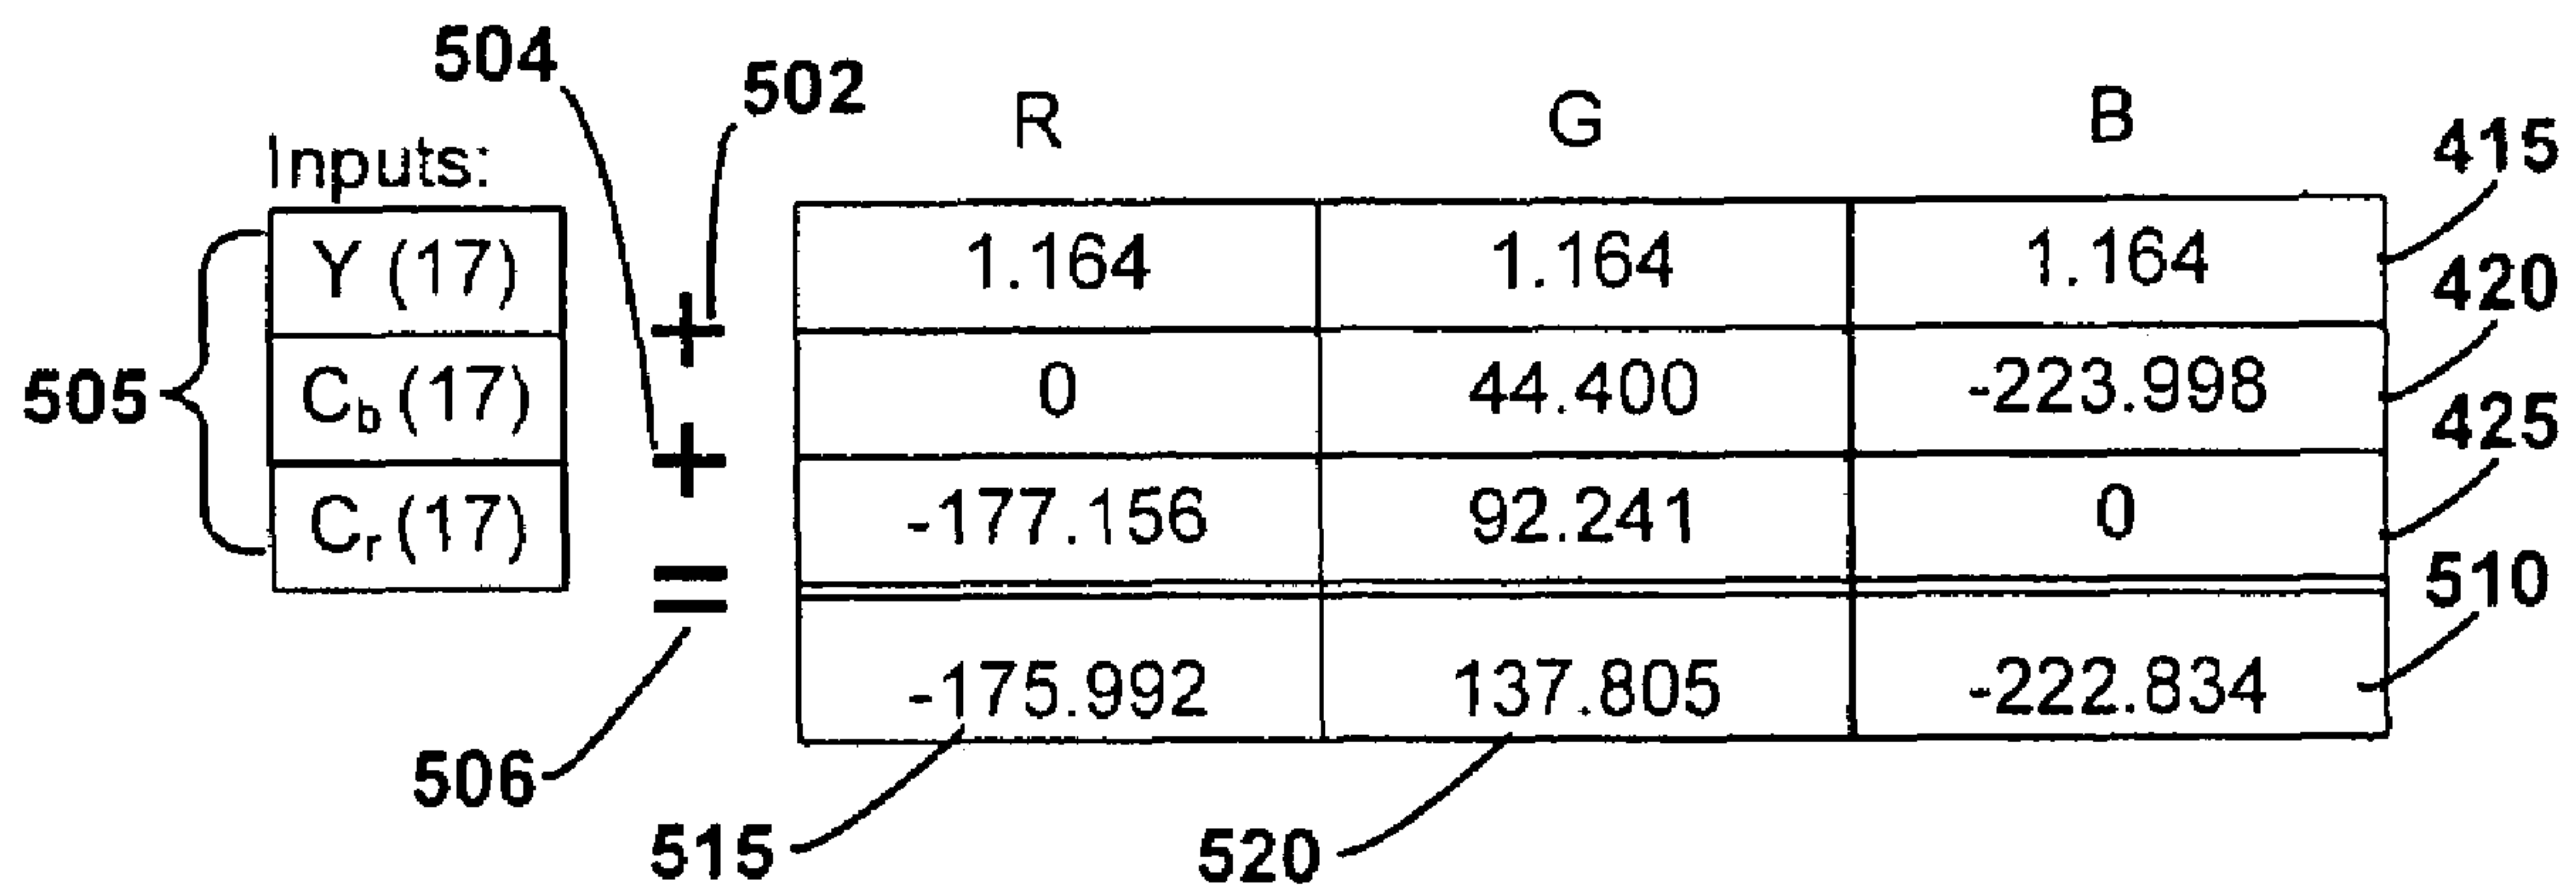 504
502
R G B
415
Inputs:
Y (17) 1.164 1.164 1.164
+
420
505
Cb (17) 0 44.400 -223.998
+
425
Cr (17) -177.156 92.241 0
=
510
-175.992 137.805 -222.834
506
515
520